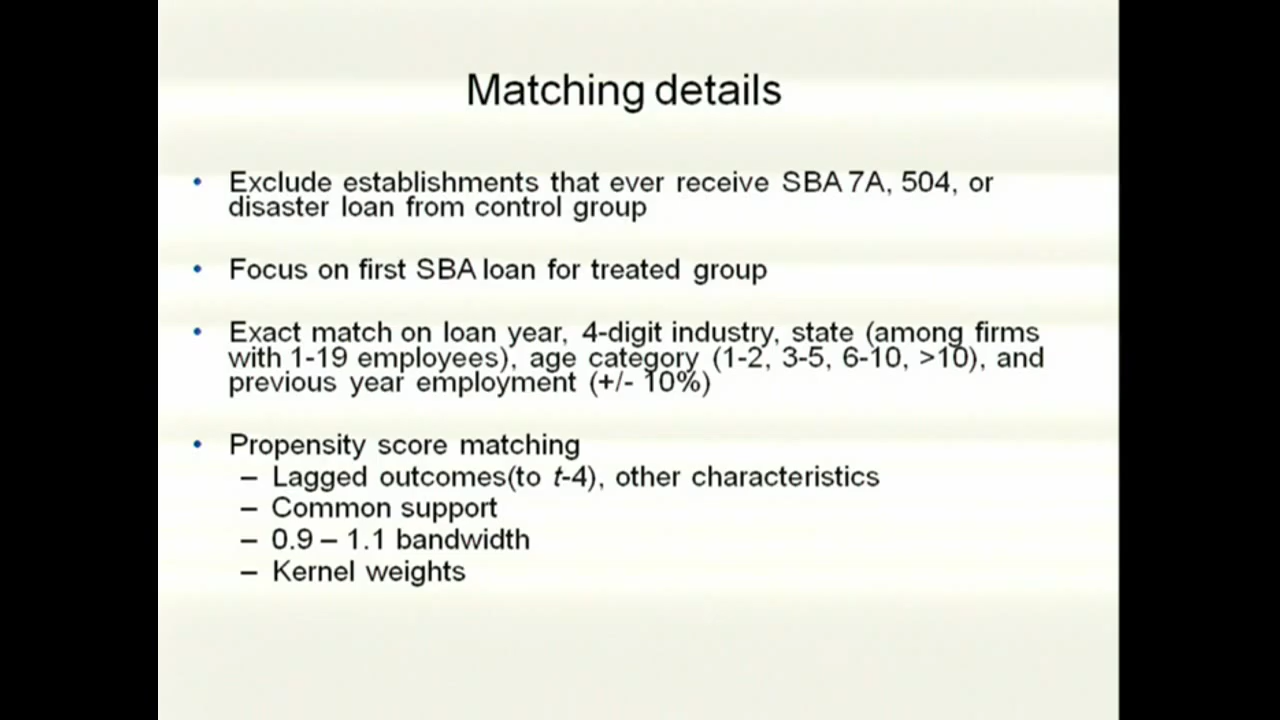 Matching details
• Exclude establishments that ever receive SBA 7A, 504, or
disaster loan from control group
• Focus on first SBA loan for treated group
• Exact match on loan year, 4-digit industry, state (among firms
with 1-19 employees), age category (1-2, 3-5, 6-10, >10), and
previous year employment (+/- 10%)
• Propensity score matching
– Lagged outcomes(to t-4), other characteristics
– Common support
– 0.9 – 1.1 bandwidth
– Kernel weights